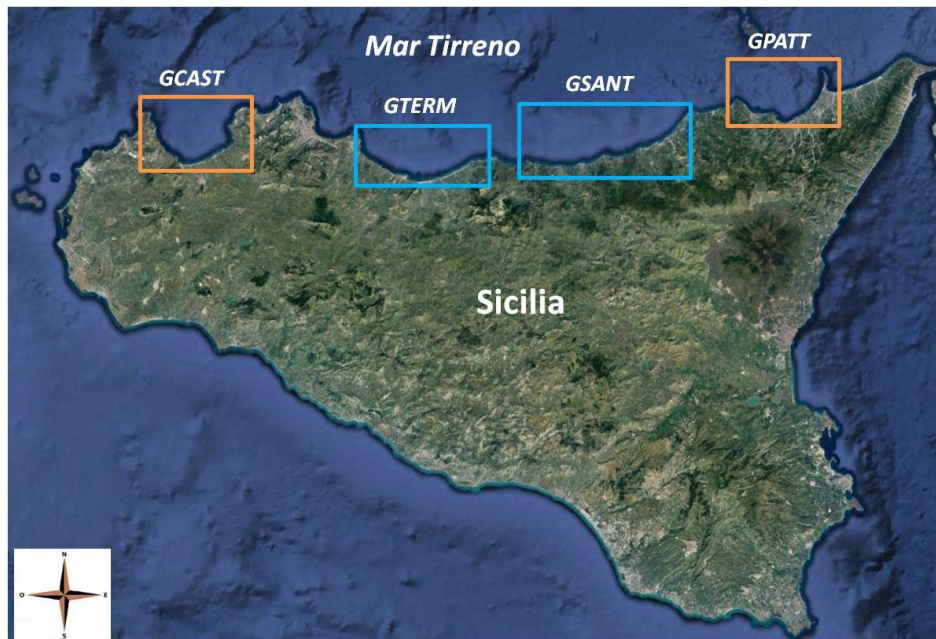 Mar Tirreno
GPATT
GCAST
GTERM
GSANT
Sicilia
N
O
E
S